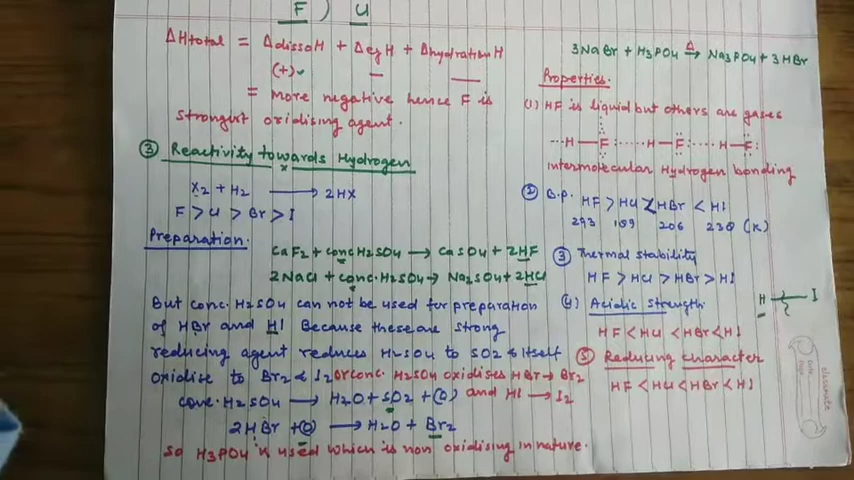 F ) U
ΔHtotal = ΔdissoH + ΔegH + ΔhydrationH
(+)
= More negative hence F is
strongist oxidising agent.
③ Reactivity towards Hydrogen
X2 + H2 ⟶ 2HX
F > Cl > Br > I
Preparation.
CaF2 + concH2SO4 ⟶ CaSO4 + 2HF
2NaCl + conc.H2SO4 → Na2SO4 + 2HCl
But conc. H2SO4 can not be used for preparation
of HBr and HI Because these are strong
reducing agent reduces H2SO4 to SO2 & itself
oxidise to Br2 & I2 Or conc. H2SO4 oxidises HBr → Br2
conc. H2SO4 ⟶ H2O + SO2 + (O) and HI ⟶ I2
2HBr + (O) ⟶ H2O + Br2
So H3PO4 is used which is non oxidising in nature.
3NaBr + H3PO4 →Δ Na3PO4 + 3HBr
Properties.
(1) HF is liquid but others are gases
---H—F:-----H—F:----H—F:
intermolecular Hydrogen bonding
② B.P. HF > HCl < HBr < HI
293 189 206 238 (K)
③ Thermal stability
HF > HCl > HBr > HI
(4) Acidic strength
H — I
HF < HCl < HBr < HI
⑤ Reducing character
HF < HCl < HBr < HI
classmate
Date
Page